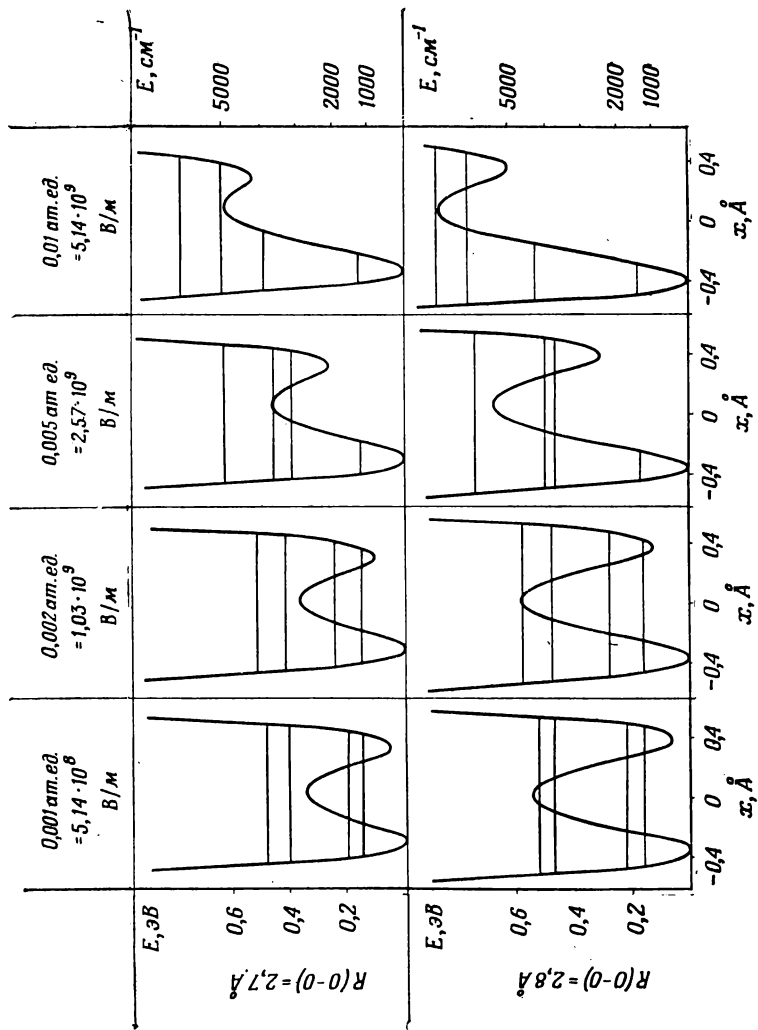 0,001 ат.ед.
=5,14·10⁸
В/м
0,002 ат.ед.
=1,03·10⁹
В/м
0,005 ат.ед.
=2,57·10⁹
В/м
0,01 ат.ед.
=5,14·10⁹
В/м
R(O-O)=2,7 Å
E, эВ
0,6
0,4
0,2
E, см⁻¹
5000
2000
1000
R(O-O)=2,8 Å
E, эВ
0,6
0,4
0,2
E, см⁻¹
5000
2000
1000
-0,4 0 0,4
x, Å
-0,4 0 0,4
x, Å
-0,4 0 0,4
x, Å
-0,4 0 0,4
x, Å